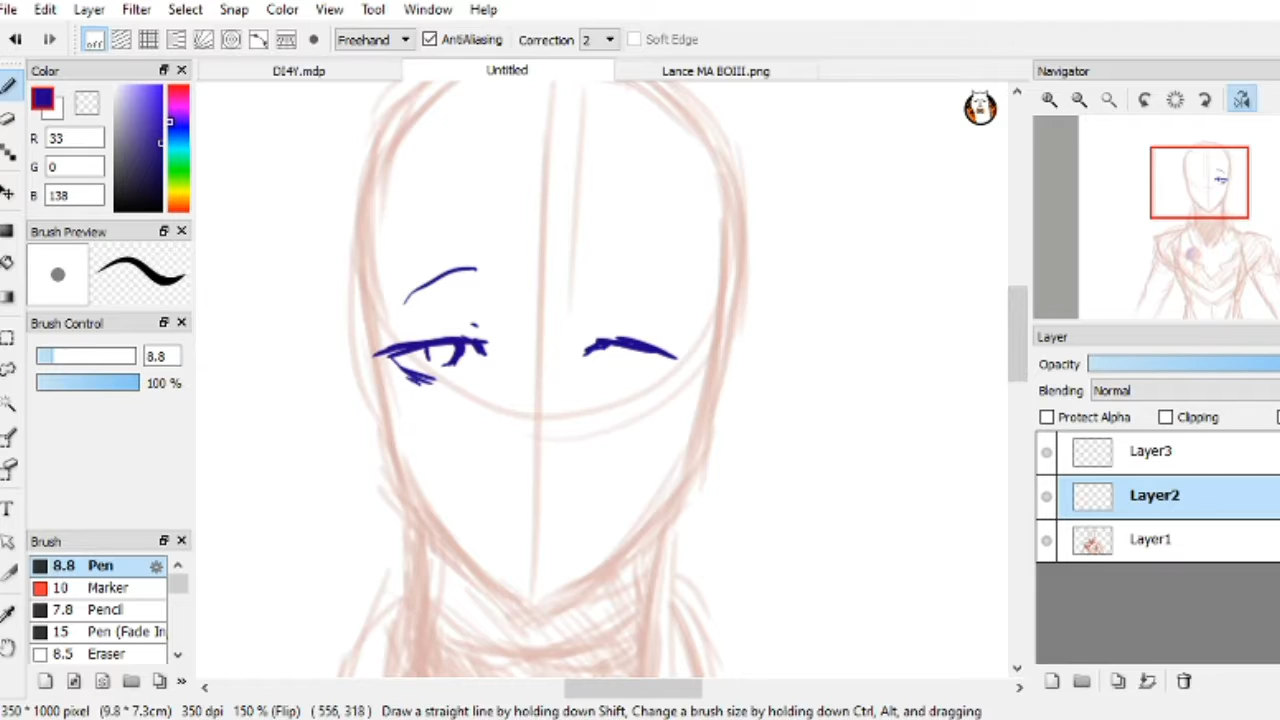 File Edit Layer Filter Select Snap Color View Tool Window Help
off Freehand AntiAliasing Correction 2 Soft Edge
Color
DI4Y.mdp Untitled Lance MA BOIII.png
Navigator
R 33
G 0
B 138
Brush Preview
Brush Control
8.8
100 %
Layer
Opacity
Blending Normal
Protect Alpha Clipping
Layer3
Layer2
Layer1
Brush
8.8 Pen
10 Marker
7.8 Pencil
15 Pen (Fade In
8.5 Eraser
350 * 1000 pixel (9.8 * 7.3cm) 350 dpi 150 % (Flip) ( 556, 318 ) Draw a straight line by holding down Shift, Change a brush size by holding down Ctrl, Alt, and dragging